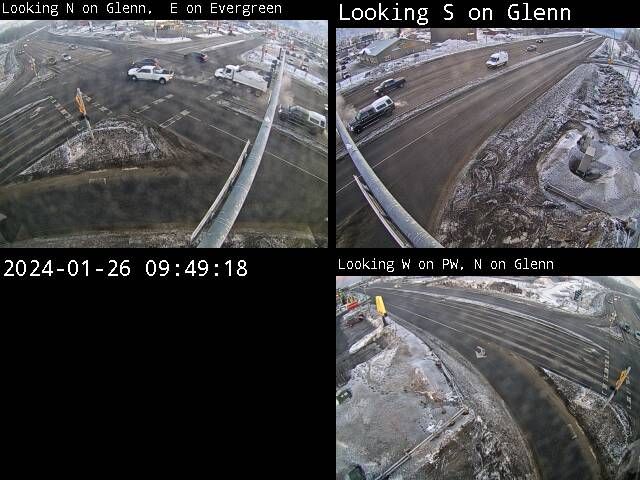 Looking N on Glenn,  E on Evergreen
Looking S on Glenn
2024-01-26 09:49:18
Looking W on PW, N on Glenn